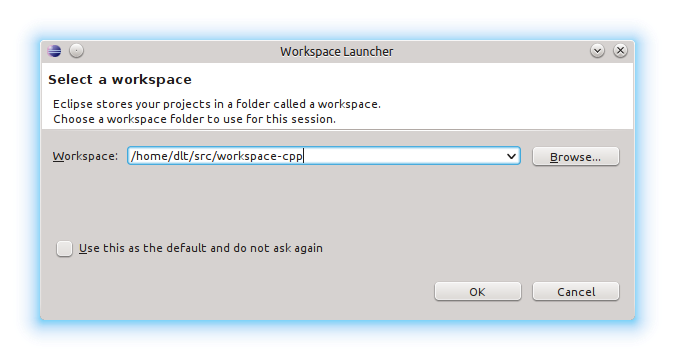 Workspace Launcher
Select a workspace
Eclipse stores your projects in a folder called a workspace.
Choose a workspace folder to use for this session.
Workspace: /home/dlt/src/workspace-cpp Browse...
Use this as the default and do not ask again
OK Cancel